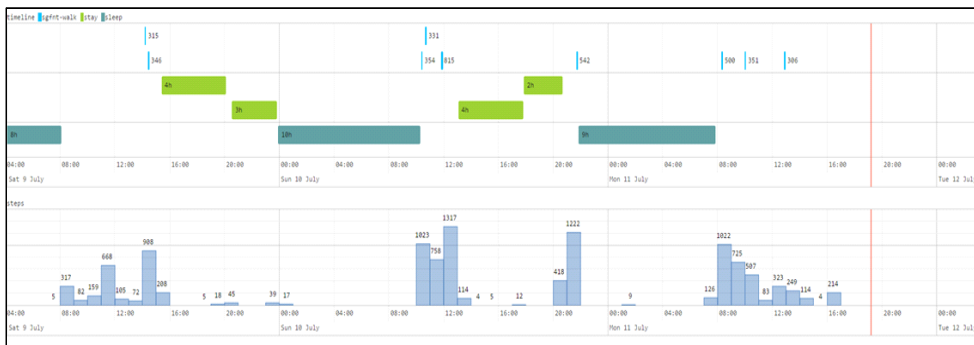 timeline sgfnt-walk stay sleep
315 331
346 354 815 542 500 351 306
4h 2h
3h 4h
8h 10h 9h
04:00 08:00 12:00 16:00 20:00 00:00 04:00 08:00 12:00 16:00 20:00 00:00 04:00 08:00 12:00 16:00 20:00 00:00
Sat 9 July Sun 10 July Mon 11 July Tue 12 Jul
steps
5 317 82 159 668 105 72 908 208 5 18 45 39 17 1023 758 1317 114 4 5 12 418 1222 9 126 1022 725 507 83 323 249 114 4 214
04:00 08:00 12:00 16:00 20:00 00:00 04:00 08:00 12:00 16:00 20:00 00:00 04:00 08:00 12:00 16:00 20:00 00:00
Sat 9 July Sun 10 July Mon 11 July Tue 12 Jul